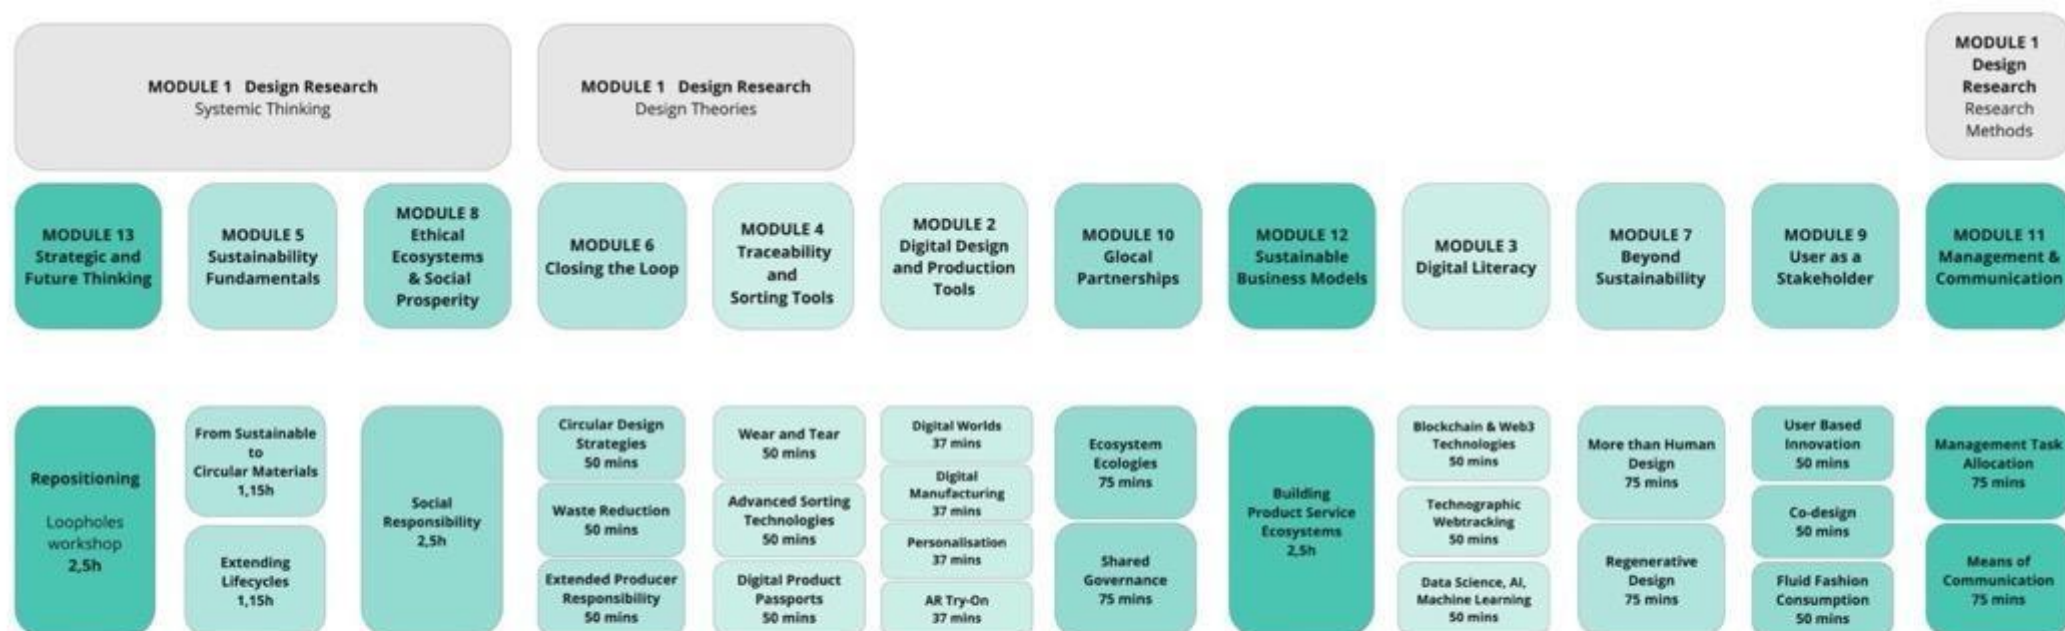 MODULE 1 Design Research
Systemic Thinking
MODULE 1 Design Research
Design Theories
MODULE 1
Design
Research
Research
Methods
MODULE 13
Strategic and
Future Thinking
MODULE 5
Sustainability
Fundamentals
MODULE 8
Ethical
Ecosystems
& Social
Prosperity
MODULE 6
Closing the Loop
MODULE 4
Traceability
and
Sorting Tools
MODULE 2
Digital Design
and Production
Tools
MODULE 10
Glocal
Partnerships
MODULE 12
Sustainable
Business Models
MODULE 3
Digital Literacy
MODULE 7
Beyond
Sustainability
MODULE 9
User as a
Stakeholder
MODULE 11
Management &
Communication
Repositioning
Loopholes
workshop
2,5h
From Sustainable
to
Circular Materials
1,15h
Extending
Lifecycles
1,15h
Social
Responsibility
2,5h
Circular Design
Strategies
50 mins
Waste Reduction
50 mins
Extended Producer
Responsibility
50 mins
Wear and Tear
50 mins
Advanced Sorting
Technologies
50 mins
Digital Product
Passports
50 mins
Digital Worlds
37 mins
Digital
Manufacturing
37 mins
Personalisation
37 mins
AR Try-On
37 mins
Ecosystem
Ecologies
75 mins
Shared
Governance
75 mins
Building
Product Service
Ecosystems
2,5h
Blockchain & Web3
Technologies
50 mins
Technographic
Webtracking
50 mins
Data Science, AI,
Machine Learning
50 mins
More than Human
Design
75 mins
Regenerative
Design
75 mins
User Based
Innovation
50 mins
Co-design
50 mins
Fluid Fashion
Consumption
50 mins
Management Task
Allocation
75 mins
Means of
Communication
75 mins